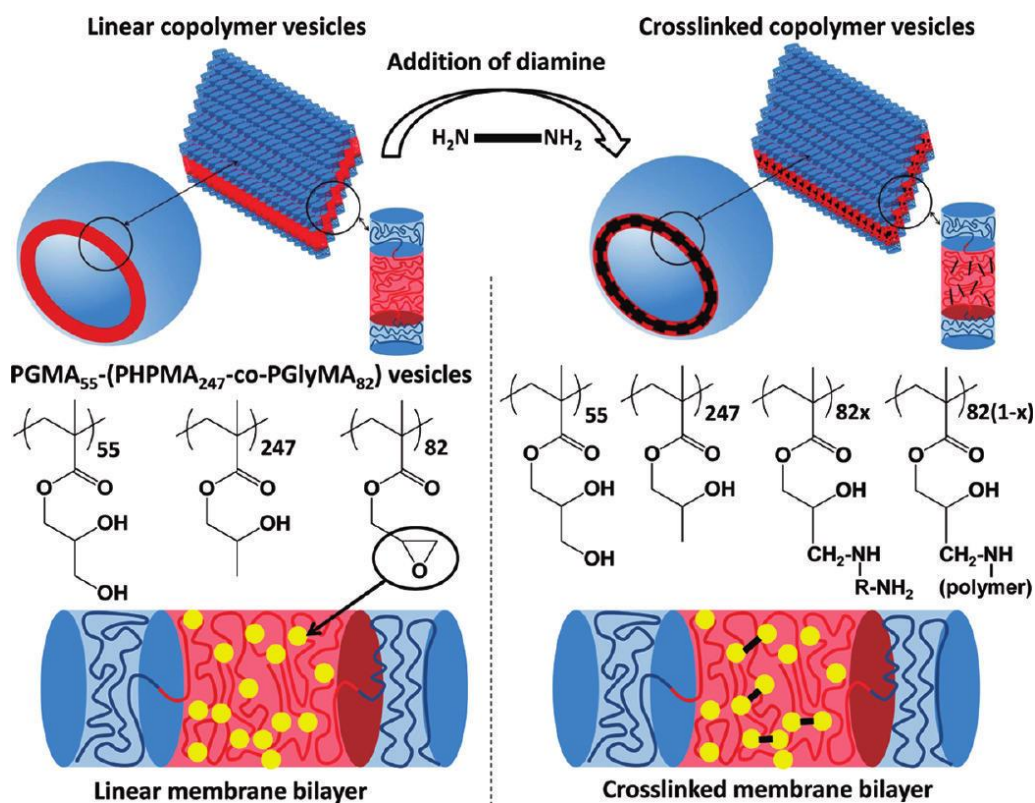 Linear copolymer vesicles
Crosslinked copolymer vesicles
Addition of diamine
H₂N NH₂
PGMA₅₅-(PHPMA₂₄₇-co-PGlyMA₈₂) vesicles
55
247
82
O
O
O
O
O
O
OH
OH
OH
O
Linear membrane bilayer
55
247
82x
82(1-x)
O
O
O
O
O
O
O
O
OH
OH
OH
OH
OH
CH₂-NH
R-NH₂
CH₂-NH
(polymer)
Crosslinked membrane bilayer